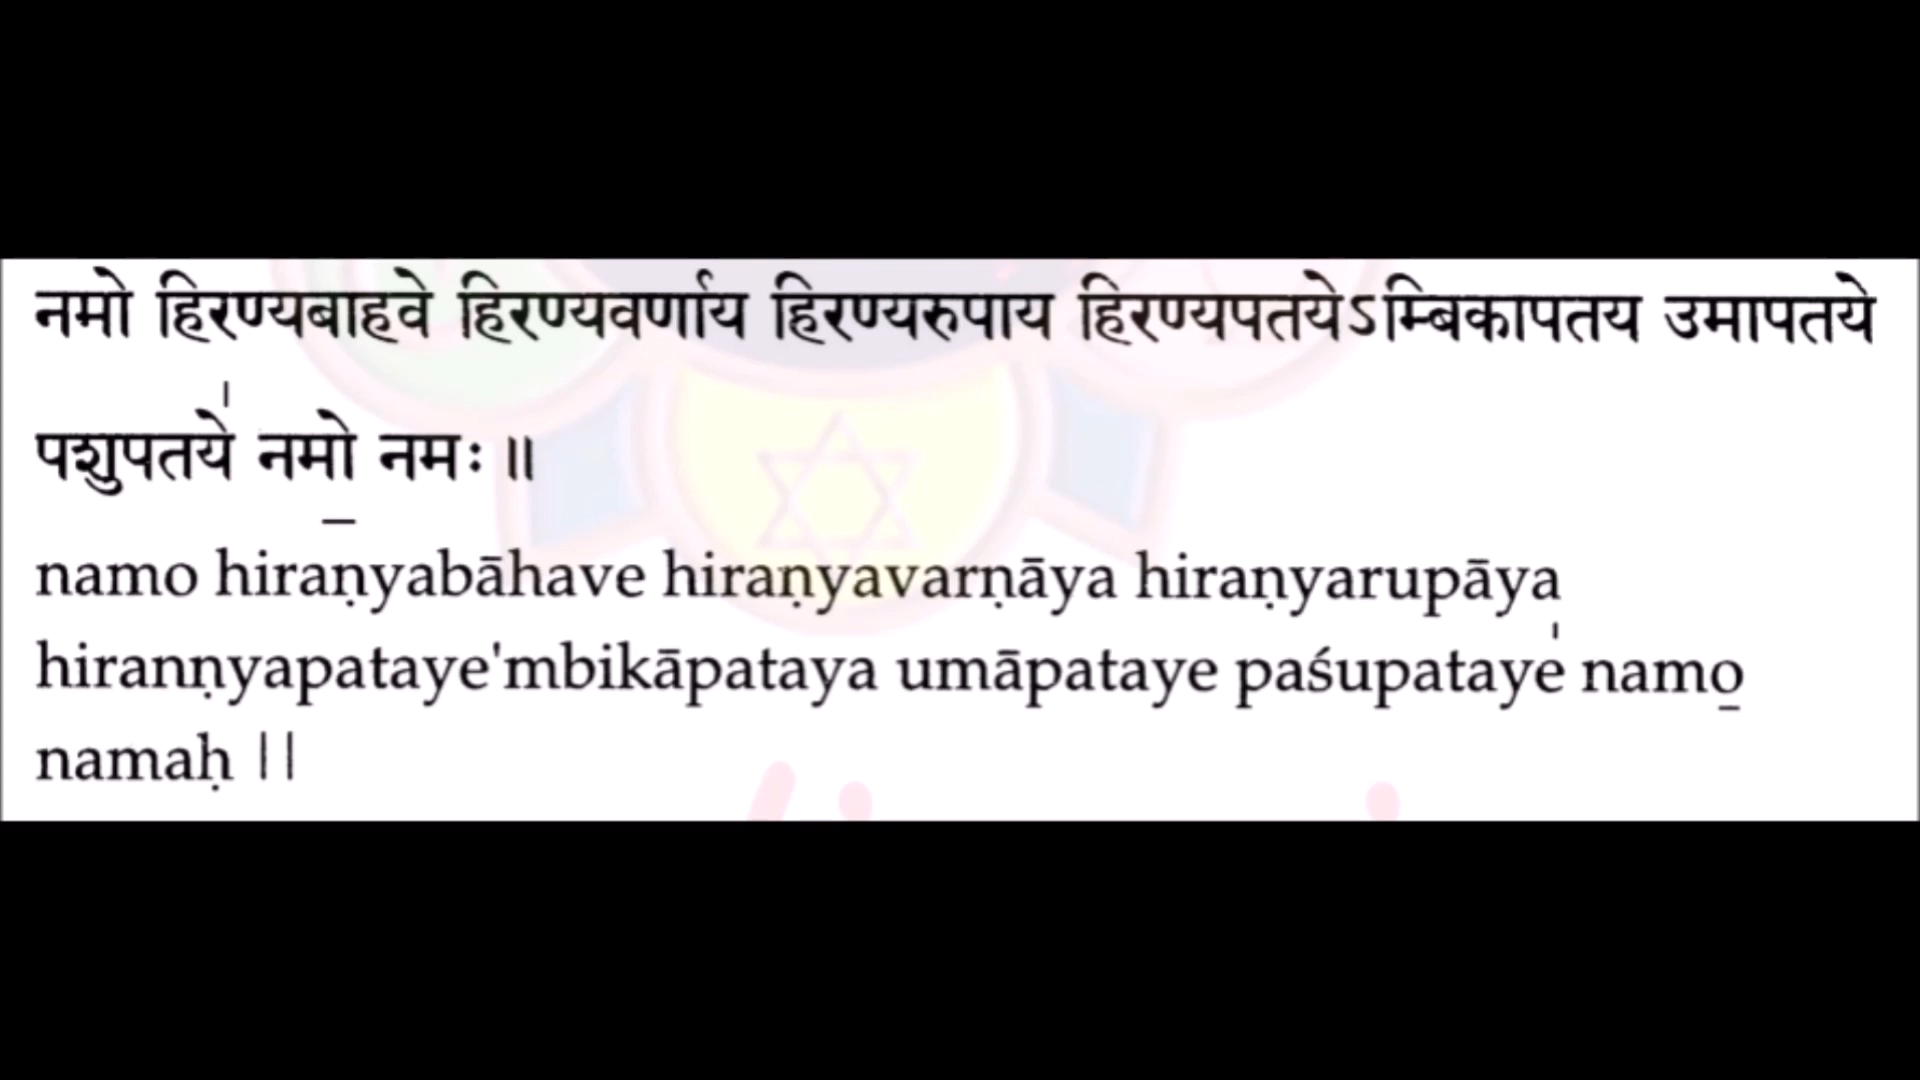 नमो हिरण्यबाहवे हिरण्यवर्णाय हिरण्यरुपाय हिरण्यपतयेऽम्बिकापतय उमापतये
पशुपतये॑ नमो॒ नमः॥
namo hiraṇyabāhave hiraṇyavarṇāya hiraṇyarupāya
hiranṇyapataye'mbikāpataya umāpataye paśupataye̍ namo̱
namaḥ ||